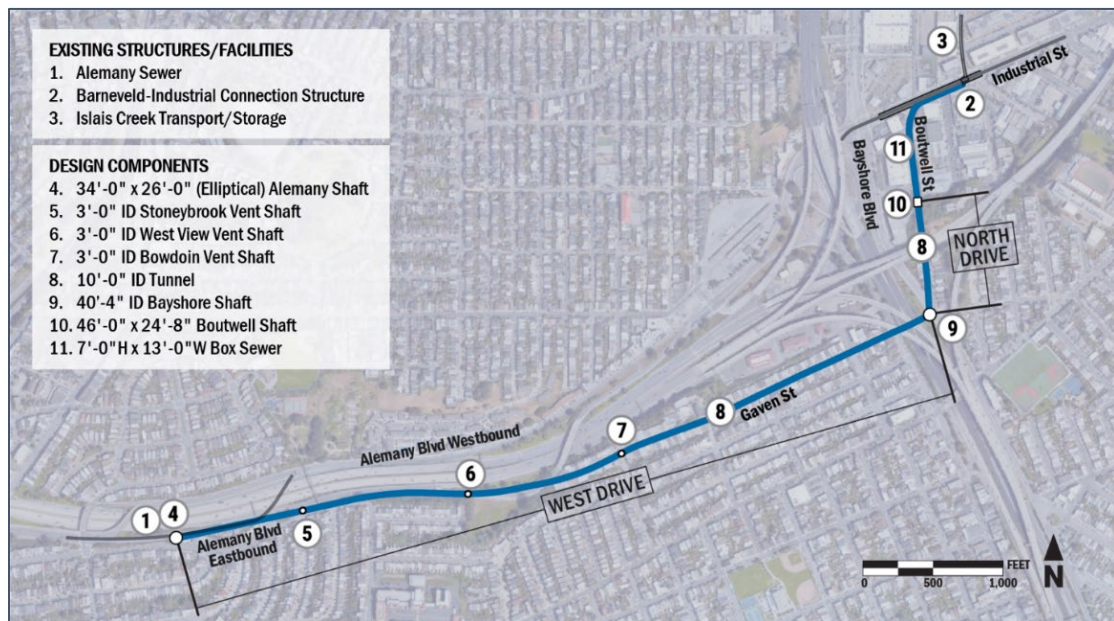 EXISTING STRUCTURES/FACILITIES
1. Alemany Sewer
2. Barneveld-Industrial Connection Structure
3. Islais Creek Transport/Storage
DESIGN COMPONENTS
4. 34'-0" x 26'-0" (Elliptical) Alemany Shaft
5. 3'-0" ID Stoneybrook Vent Shaft
6. 3'-0" ID West View Vent Shaft
7. 3'-0" ID Bowdoin Vent Shaft
8. 10'-0" ID Tunnel
9. 40'-4" ID Bayshore Shaft
10. 46'-0" x 24'-8" Boutwell Shaft
11. 7'-0"H x 13'-0"W Box Sewer
3
Industrial St
2
Bayshore Blvd
11
Boutwell St
10
8
NORTH
DRIVE
9
Gaven St
8
7
Alemany Blvd Westbound
6
WEST DRIVE
5
1
4
Alemany Blvd
Eastbound
FEET
0
500
1,000
N